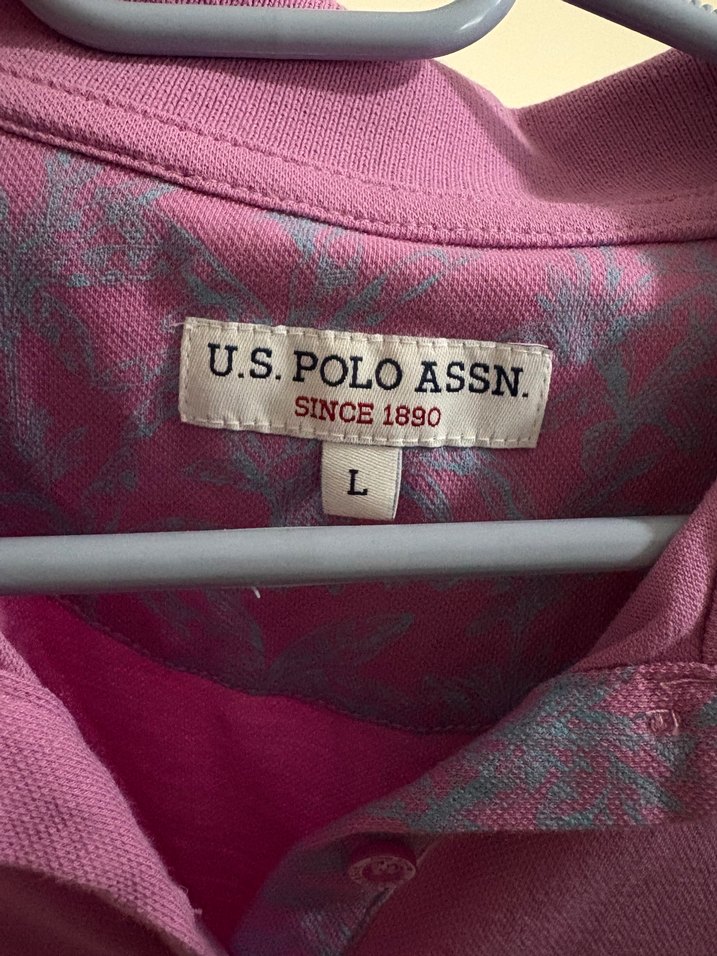 U.S. POLO ASSN.
SINCE 1890
L